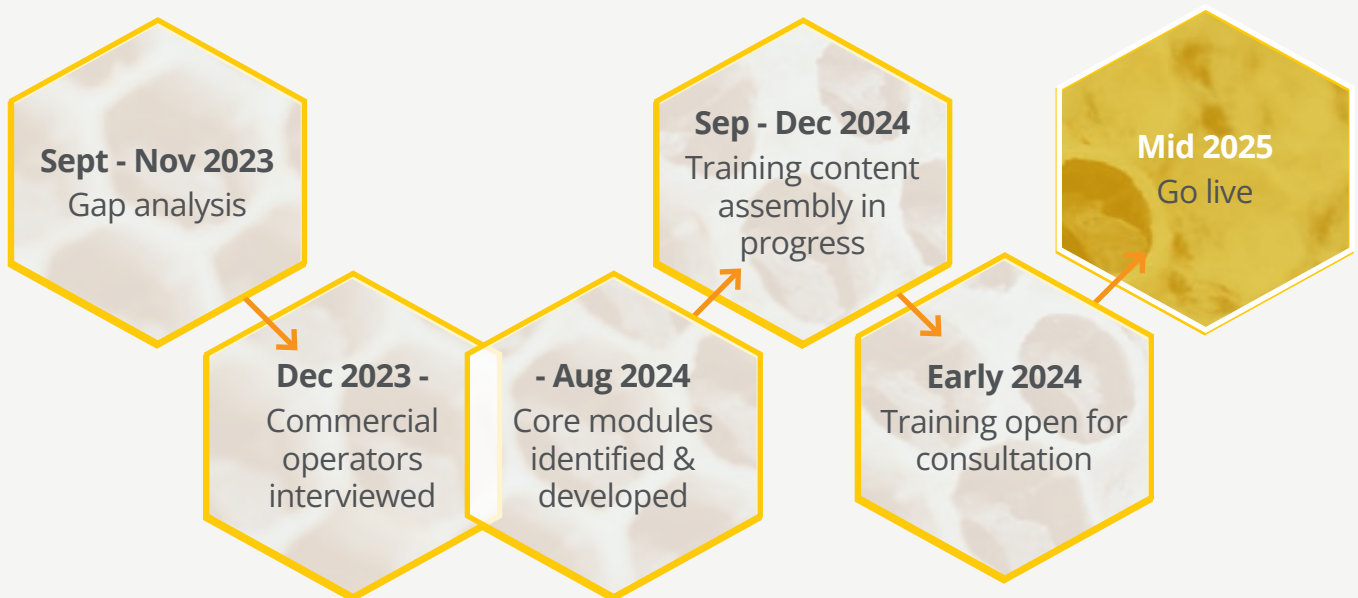 Sept - Nov 2023
Gap analysis
Dec 2023 -
Commercial
operators
interviewed
- Aug 2024
Core modules
identified &
developed
Sep - Dec 2024
Training content
assembly in
progress
Early 2024
Training open for
consultation
Mid 2025
Go live